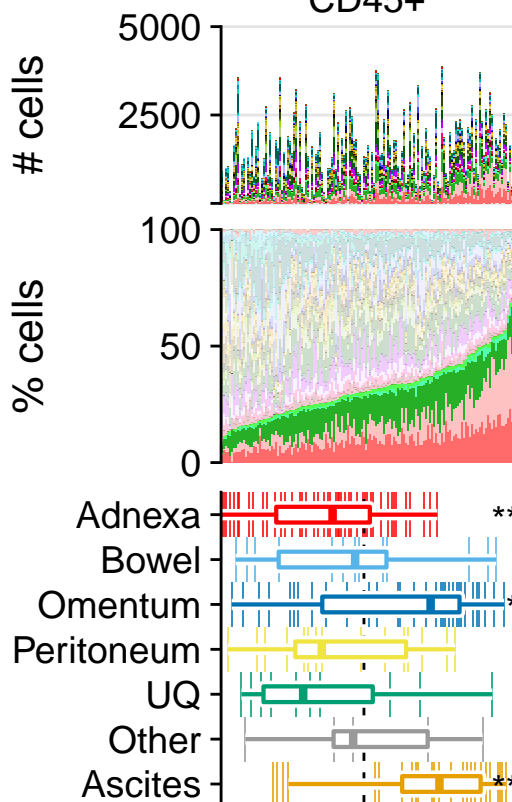 CD45+
5000
2500
# cells
100
50
0
% cells
Adnexa
**
Bowel
Omentum
*
Peritoneum
UQ
Other
Ascites
**